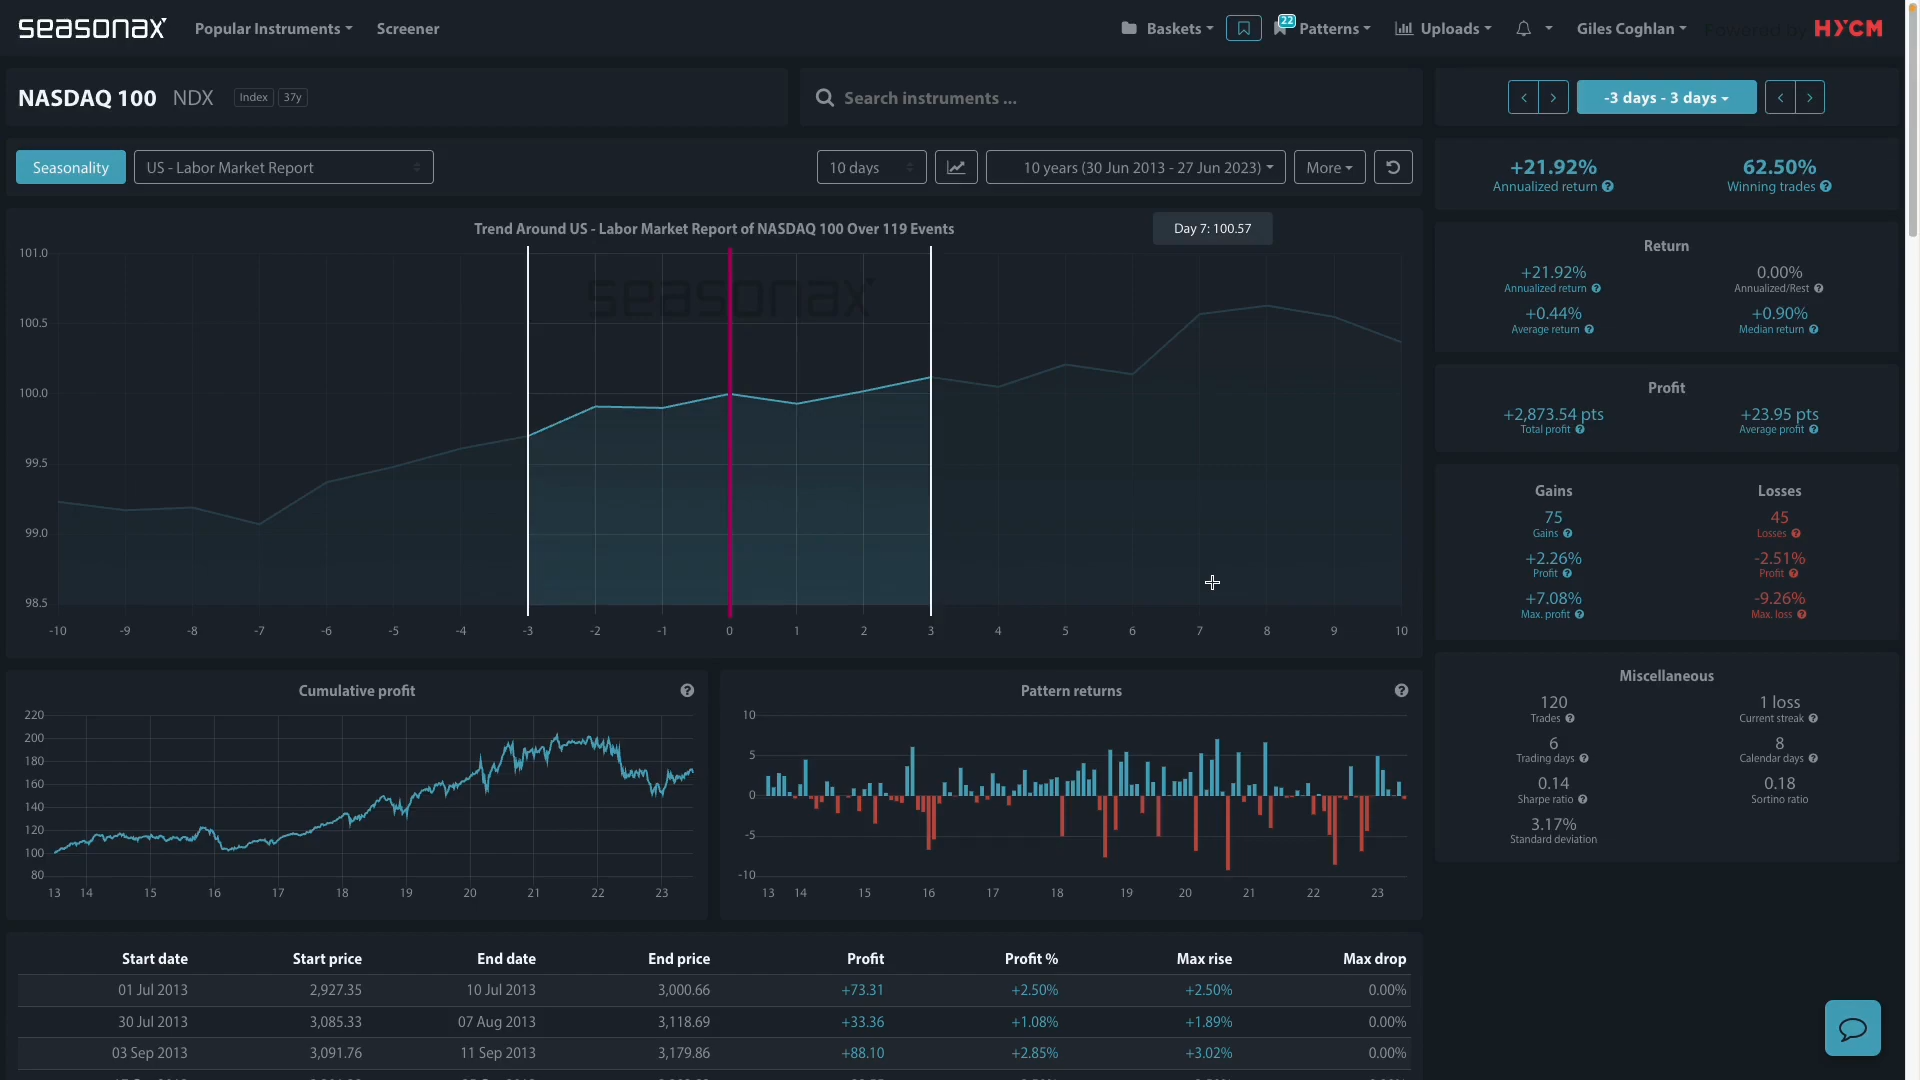 seasonax
Popular Instruments
Screener
Baskets
22
Patterns
Uploads
Giles Coghlan
Powered by
HYCM
NASDAQ 100 NDX Index 37y
Search instruments ...
-3 days - 3 days
Seasonality
US - Labor Market Report
10 days
10 years (30 Jun 2013 - 27 Jun 2023)
More
+21.92% 62.50%
Annualized return Winning trades
Trend Around US - Labor Market Report of NASDAQ 100 Over 119 Events
Day 7: 100.57
seasonax
101.0
100.5
100.0
99.5
99.0
98.5
-10 -9 -8 -7 -6 -5 -4 -3 -2 -1 0 1 2 3 4 5 6 7 8 9 10
Return
+21.92% 0.00%
Annualized return Annualized/Rest
+0.44% +0.90%
Average return Median return
Profit
+2,873.54 pts +23.95 pts
Total profit Average profit
Gains Losses
75 45
Gains Losses
+2.26% -2.51%
Profit Profit
+7.08% -9.26%
Max. profit Max. loss
Miscellaneous
120 1 loss
Trades Current streak
6 8
Trading days Calendar days
0.14 0.18
Sharpe ratio Sortino ratio
3.17%
Standard deviation
Cumulative profit
220
200
180
160
140
120
100
80
13 14 15 16 17 18 19 20 21 22 23
Pattern returns
10
5
0
-5
-10
13 14 15 16 17 18 19 20 21 22 23
Start date Start price End date End price Profit Profit % Max rise Max drop
01 Jul 2013 2,927.35 10 Jul 2013 3,000.66 +73.31 +2.50% +2.50% 0.00%
30 Jul 2013 3,085.33 07 Aug 2013 3,118.69 +33.36 +1.08% +1.89% 0.00%
03 Sep 2013 3,091.76 11 Sep 2013 3,179.86 +88.10 +2.85% +3.02% 0.00%